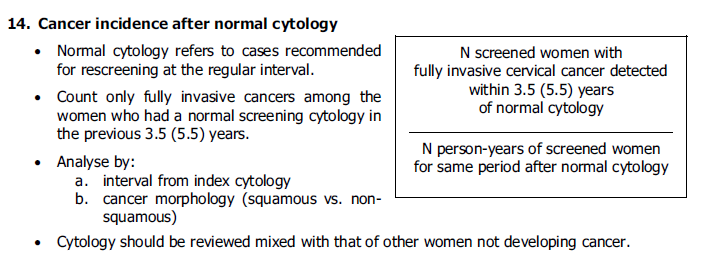 14. Cancer incidence after normal cytology
• Normal cytology refers to cases recommended
for rescreening at the regular interval.
• Count only fully invasive cancers among the
women who had a normal screening cytology in
the previous 3.5 (5.5) years.
• Analyse by:
a. interval from index cytology
b. cancer morphology (squamous vs. non-
squamous)
• Cytology should be reviewed mixed with that of other women not developing cancer.
N screened women with
fully invasive cervical cancer detected
within 3.5 (5.5) years
of normal cytology
N person-years of screened women
for same period after normal cytology